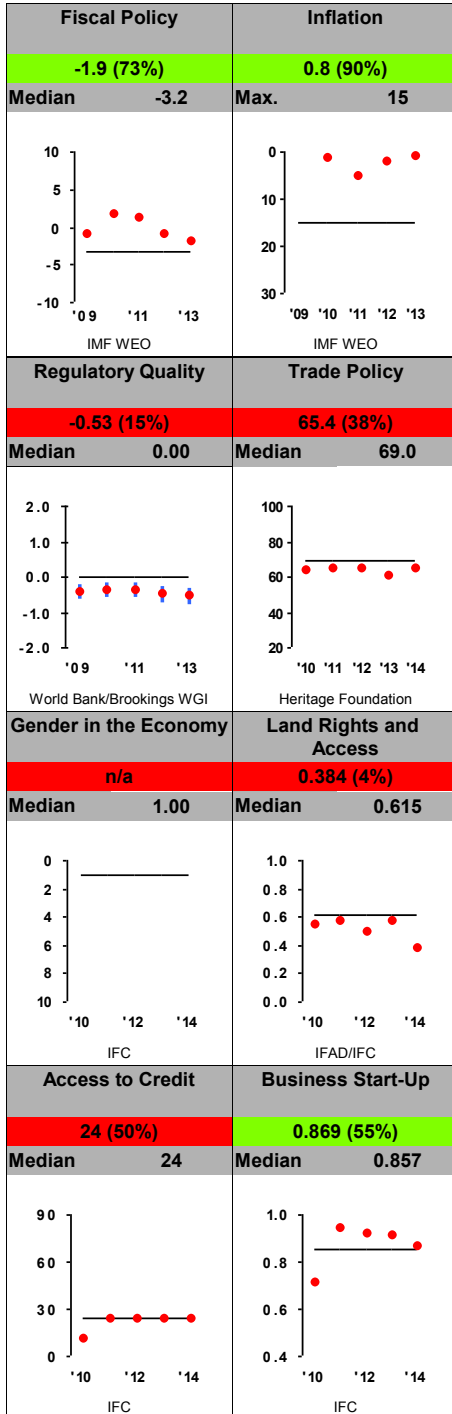 Fiscal Policy
-1.9 (73%)
Median -3.2
10
5
0
-5
-10
'09 '11 '13
IMF WEO
Inflation
0.8 (90%)
Max. 15
0
10
20
30
'09 '10 '11 '12 '13
IMF WEO
Regulatory Quality
-0.53 (15%)
Median 0.00
2.0
1.0
0.0
-1.0
-2.0
'09 '11 '13
World Bank/Brookings WGI
Trade Policy
65.4 (38%)
Median 69.0
100
80
60
40
20
'10 '11 '12 '13 '14
Heritage Foundation
Gender in the Economy
n/a
Median 1.00
0
2
4
6
8
10
'10 '12 '14
IFC
Land Rights and
Access
0.384 (4%)
Median 0.615
1.0
0.8
0.6
0.4
0.2
0.0
'10 '12 '14
IFAD/IFC
Access to Credit
24 (50%)
Median 24
90
60
30
0
'10 '12 '14
IFC
Business Start-Up
0.869 (55%)
Median 0.857
1.0
0.8
0.6
0.4
'10 '12 '14
IFC